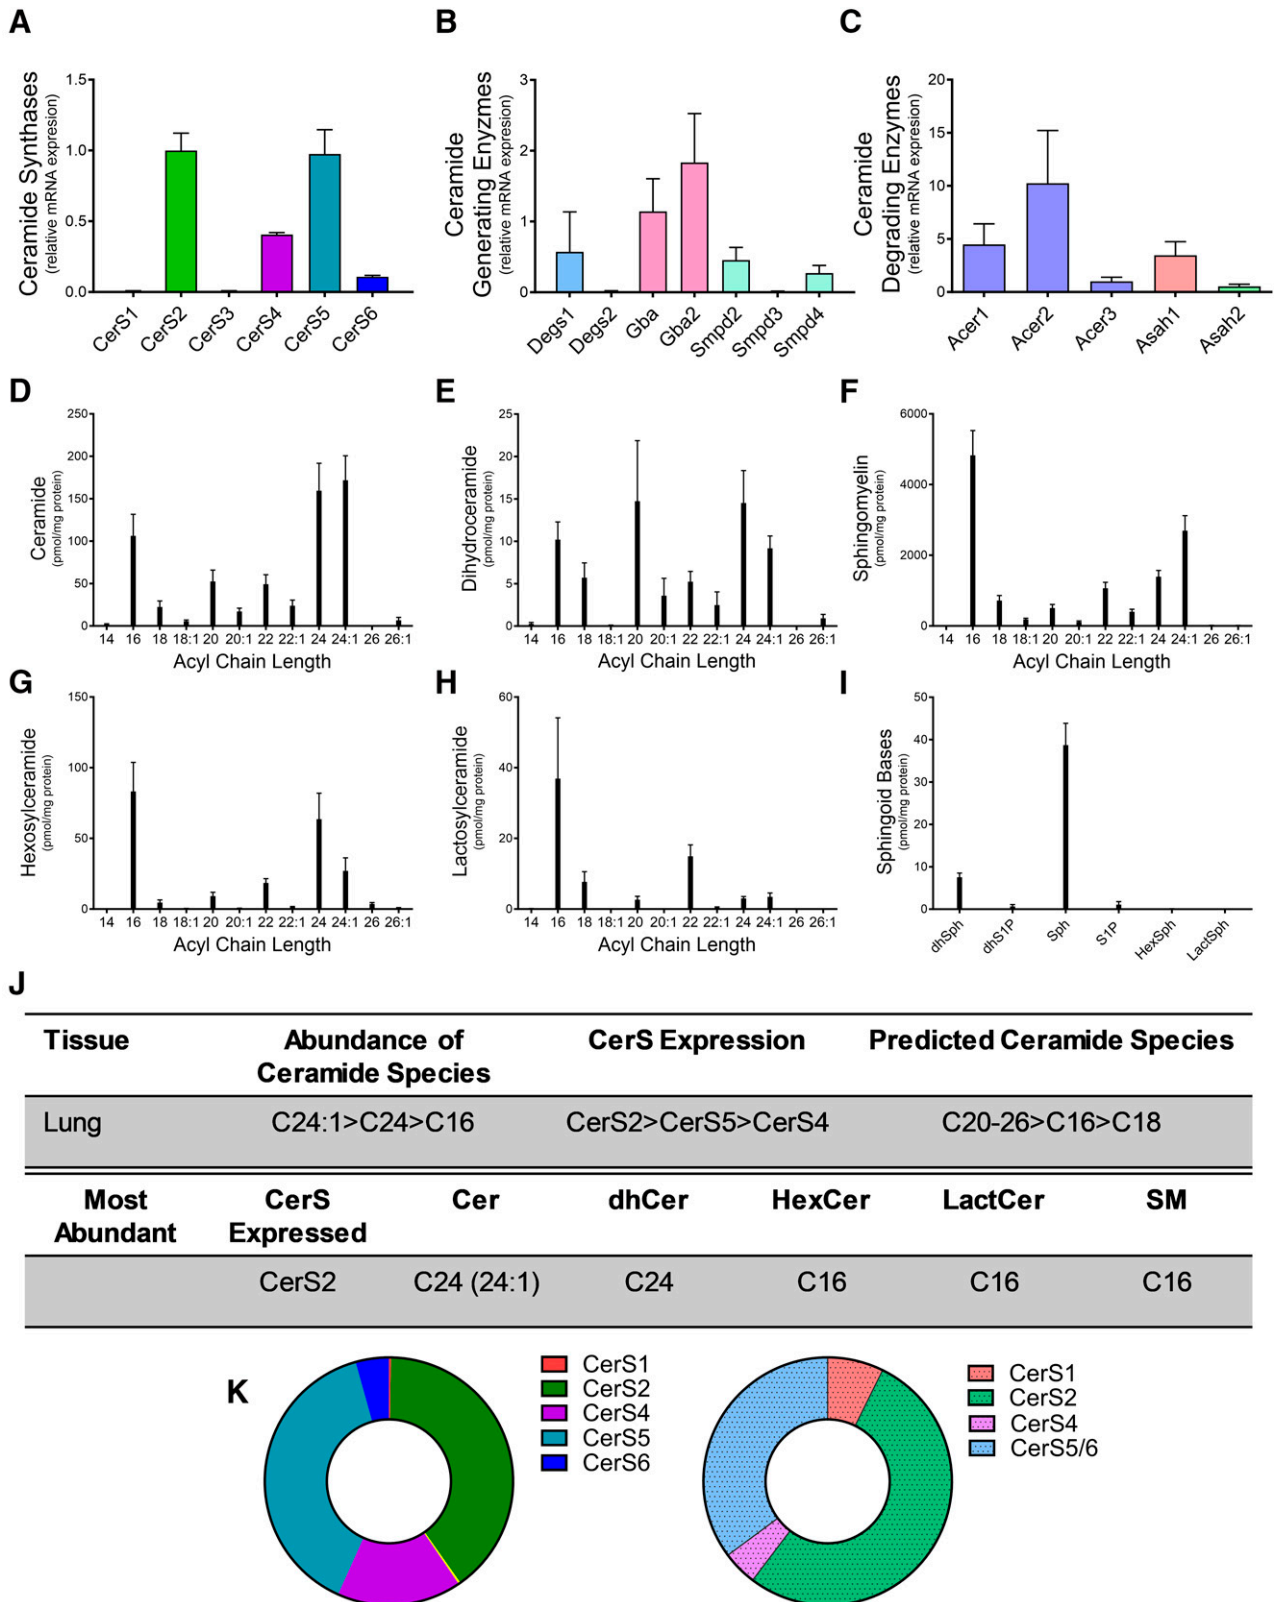 A
Ceramide Synthases
(relative mRNA expresion)
1.5
1.0
0.5
0.0
CerS1
CerS2
CerS3
CerS4
CerS5
CerS6
B
Ceramide
Generating Enyzmes
(relative mRNA expression)
3
2
1
0
Degs1
Degs2
Gba
Gba2
Smpd2
Smpd3
Smpd4
C
Ceramide
Degrading Enzymes
(relative mRNA expresion)
20
15
10
5
0
Acer1
Acer2
Acer3
Asah1
Asah2
D
Ceramide
(pmol/mg protein)
250
200
150
100
50
0
14 16 18 18:1 20 20:1 22 22:1 24 24:1 26 26:1
Acyl Chain Length
E
Dihydroceramide
(pmol/mg protein)
25
20
15
10
5
0
14 16 18 18:1 20 20:1 22 22:1 24 24:1 26 26:1
Acyl Chain Length
F
Sphingomyelin
(pmol/mg protein)
6000
4000
2000
0
14 16 18 18:1 20 20:1 22 22:1 24 24:1 26 26:1
Acyl Chain Length
G
Hexosylceramide
(pmol/mg protein)
150
100
50
0
14 16 18 18:1 20 20:1 22 22:1 24 24:1 26 26:1
Acyl Chain Length
H
Lactosylceramide
(pmol/mg protein)
60
40
20
0
14 16 18 18:1 20 20:1 22 22:1 24 24:1 26 26:1
Acyl Chain Length
I
Sphingoid Bases
(pmol/mg protein)
50
40
30
20
10
0
dhSph
dhS1P
Sph
S1P
HexSph
LactSph
J
Tissue Abundance of CerS Expression Predicted Ceramide Species
Ceramide Species
Lung C24:1>C24>C16 CerS2>CerS5>CerS4 C20-26>C16>C18
Most CerS Cer dhCer HexCer LactCer SM
Abundant Expressed
CerS2 C24 (24:1) C24 C16 C16 C16
K
CerS1
CerS2
CerS4
CerS5
CerS6
CerS1
CerS2
CerS4
CerS5/6